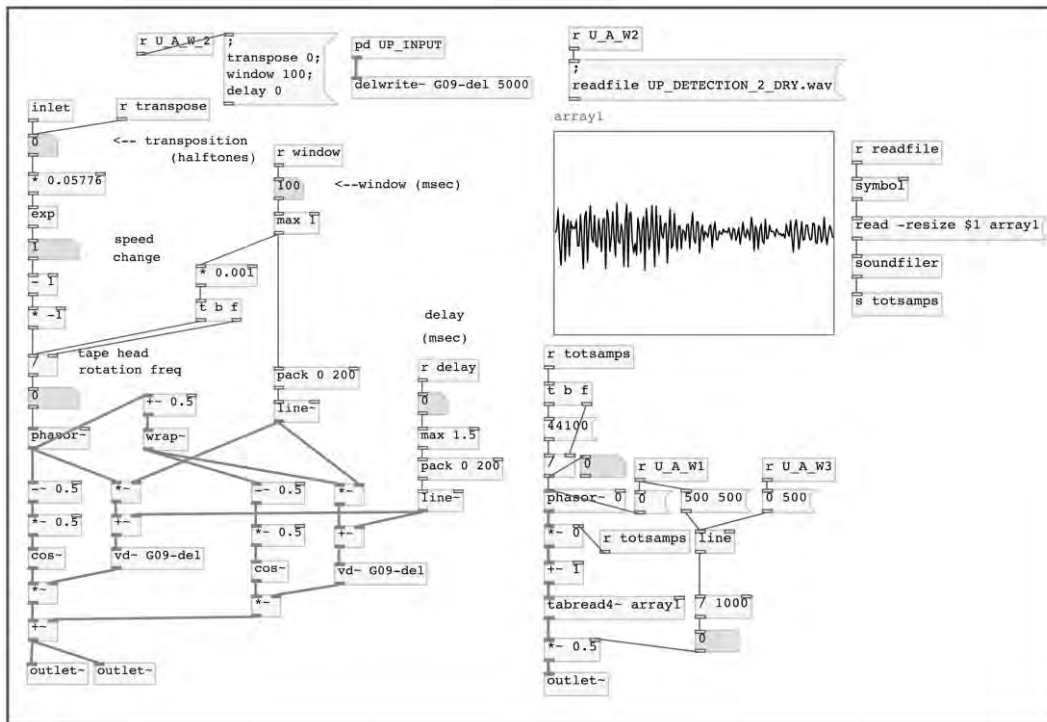 r U_A_W_2
;
transpose 0;
window 100;
delay 0
pd UP_INPUT
delwrite~ G09-del 5000
inlet
r transpose
0
<-- transposition
(halftones)
* 0.05776
exp
1
speed
change
- 1
* -1
r window
100
<--window (msec)
max 1
* 0.001
t b f
/
tape head
rotation freq
0
phasor~
+~ 0.5
wrap~
pack 0 200
line~
delay
(msec)
r delay
0
max 1.5
pack 0 200
line~
-~ 0.5
*~
-~ 0.5
*~
*~ 0.5
+~
*~ 0.5
+~
cos~
vd~ G09-del
cos~
vd~ G09-del
*~
*~
+~
outlet~
outlet~
r U_A_W2
;
readfile UP_DETECTION_2_DRY.wav
array1
r readfile
symbol
read -resize $1 array1
soundfiler
s totsamps
r totsamps
t b f
44100
/
0
r U_A_W1
r U_A_W3
phasor~ 0
0
500 500
0 500
*~ 0
r totsamps
line
+~ 1
tabread4~ array1
/ 1000
0
*~ 0.5
outlet~